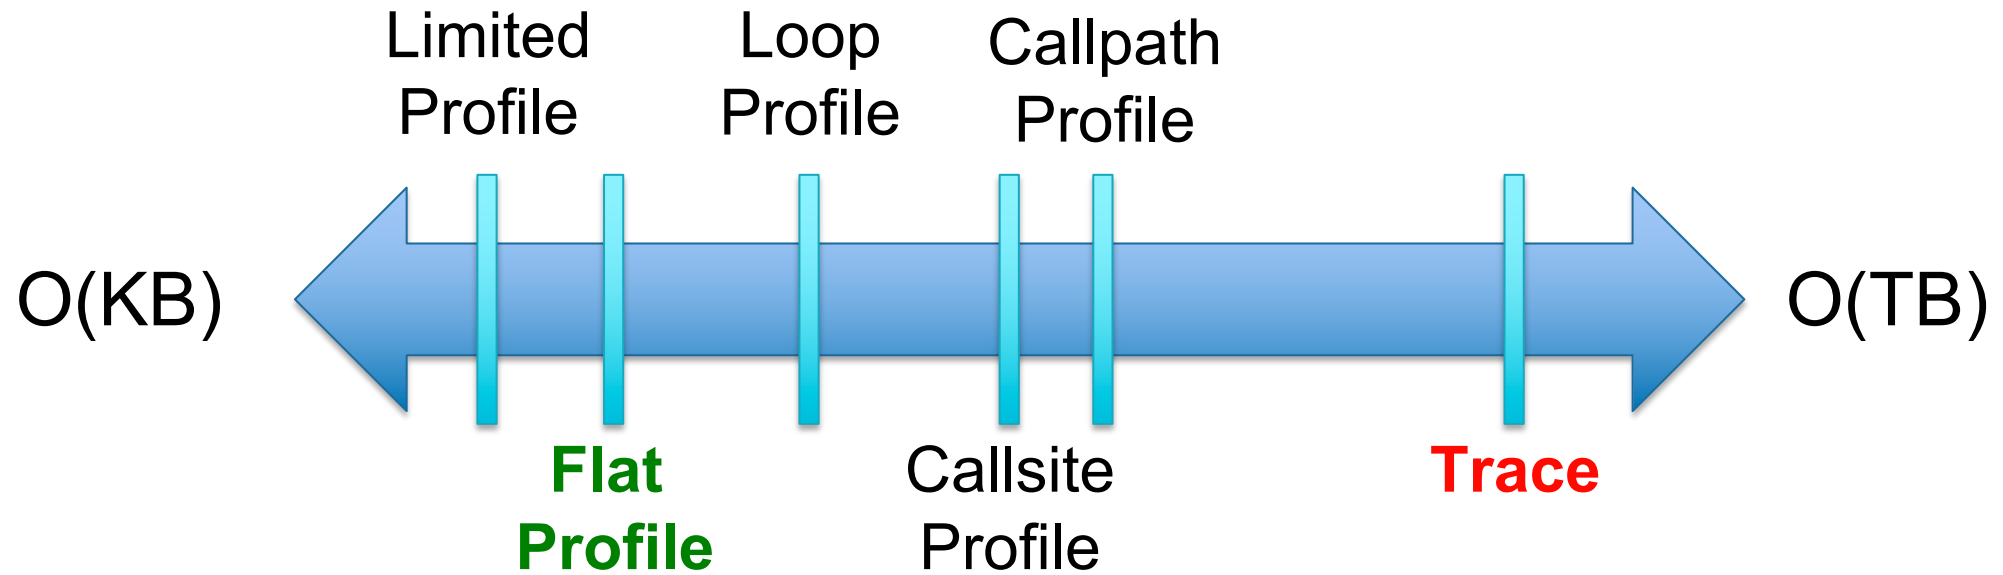 Limited
Profile
Loop
Profile
Callpath
Profile
O(KB)
O(TB)
Flat
Profile
Callsite
Profile
Trace